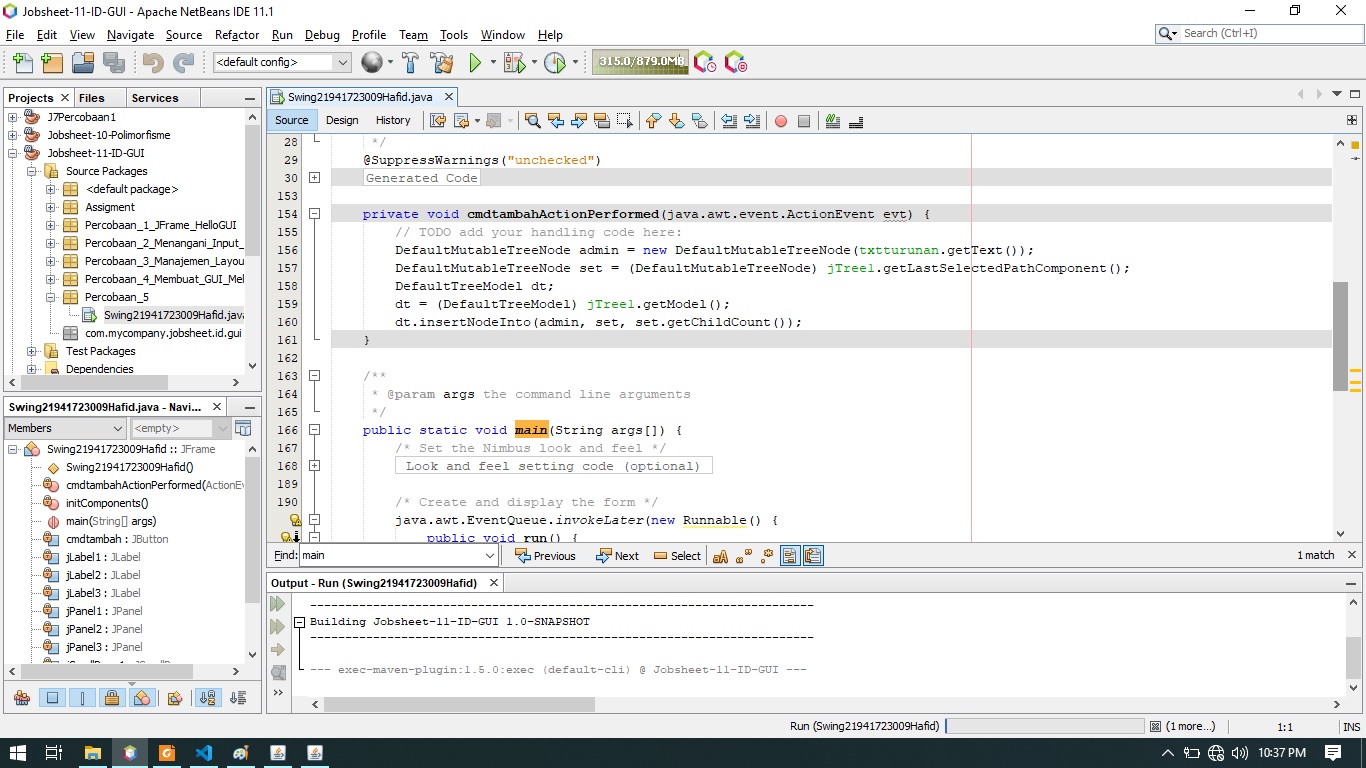 Jobsheet-11-ID-GUI - Apache NetBeans IDE 11.1
File Edit View Navigate Source Refactor Run Debug Profile Team Tools Window Help
Search (Ctrl+I)
<default config>
315.0/879.0MB
Projects Files Services
J7Percobaan1
Jobsheet-10-Polimorfisme
Jobsheet-11-ID-GUI
Source Packages
<default package>
Assigment
Percobaan_1_JFrame_HelloGUI
Percobaan_2_Menangani_Input_
Percobaan_3_Manajemen_Layou
Percobaan_4_Membuat_GUI_Mel
Percobaan_5
Swing21941723009Hafid.java
com.mycompany.jobsheet.id.gui
Test Packages
Dependencies
Swing21941723009Hafid.java - Navi...
Members <empty>
Swing21941723009Hafid :: JFrame
Swing21941723009Hafid()
cmdtambahActionPerformed(ActionEv
initComponents()
main(String[] args)
cmdtambah : JButton
jLabel1 : JLabel
jLabel2 : JLabel
jLabel3 : JLabel
jPanel1 : JPanel
jPanel2 : JPanel
jPanel3 : JPanel
Swing21941723009Hafid.java
Source Design History
28 */
29 @SuppressWarnings("unchecked")
30 Generated Code
153
154 private void cmdtambahActionPerformed(java.awt.event.ActionEvent evt) {
155 // TODO add your handling code here:
156 DefaultMutableTreeNode admin = new DefaultMutableTreeNode(txtturunan.getText());
157 DefaultMutableTreeNode set = (DefaultMutableTreeNode) jTree1.getLastSelectedPathComponent();
158 DefaultTreeModel dt;
159 dt = (DefaultTreeModel) jTree1.getModel();
160 dt.insertNodeInto(admin, set, set.getChildCount());
161 }
162
163 /**
164 * @param args the command line arguments
165 */
166 public static void main(String args[]) {
167 /* Set the Nimbus look and feel */
168 Look and feel setting code (optional)
189
190 /* Create and display the form */
java.awt.EventQueue.invokeLater(new Runnable() {
public void run() {
Find: main Previous Next Select 1 match
Output - Run (Swing21941723009Hafid)
------------------------------------------------------------------------
Building Jobsheet-11-ID-GUI 1.0-SNAPSHOT
------------------------------------------------------------------------
--- exec-maven-plugin:1.5.0:exec (default-cli) @ Jobsheet-11-ID-GUI ---
Run (Swing21941723009Hafid) (1 more...) 1:1 INS
10:37 PM